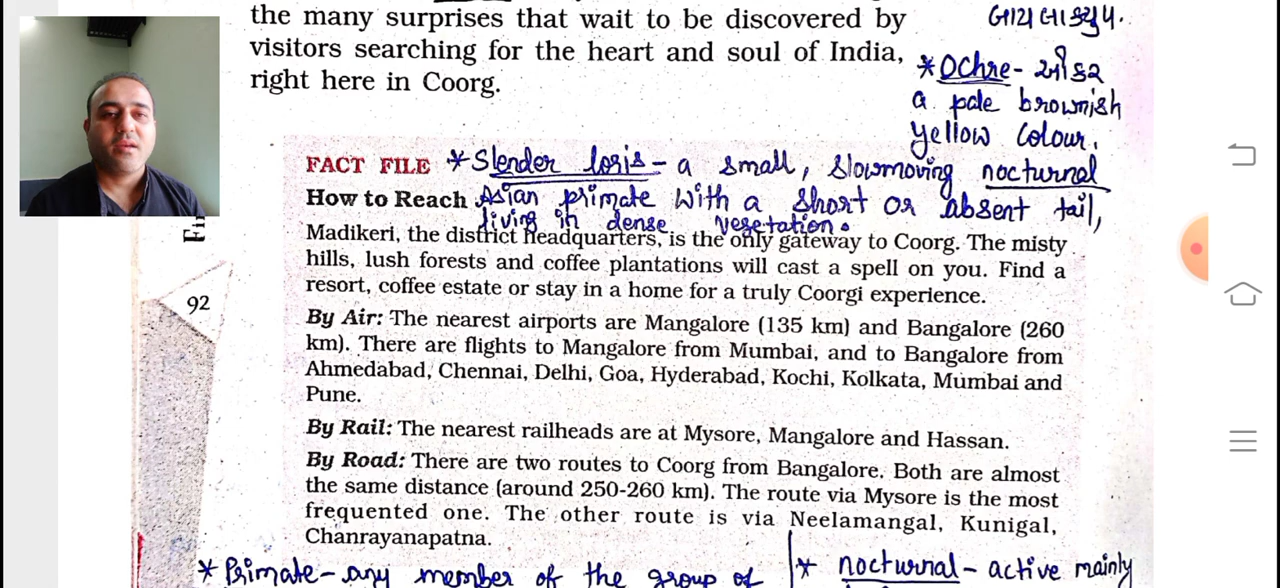 the many surprises that wait to be discovered by
visitors searching for the heart and soul of India,
right here in Coorg.
*Ochre- ઓકર
a pale brownish
yellow colour.
FACT FILE *Slender loris- a small, slowmoving nocturnal
How to Reach Asian primate with a short or absent tail,
living in dense vegetation.
Madikeri, the district headquarters, is the only gateway to Coorg. The misty
hills, lush forests and coffee plantations will cast a spell on you. Find a
resort, coffee estate or stay in a home for a truly Coorgi experience.
By Air: The nearest airports are Mangalore (135 km) and Bangalore (260
km). There are flights to Mangalore from Mumbai, and to Bangalore from
Ahmedabad, Chennai, Delhi, Goa, Hyderabad, Kochi, Kolkata, Mumbai and
Pune.
By Rail: The nearest railheads are at Mysore, Mangalore and Hassan.
By Road: There are two routes to Coorg from Bangalore. Both are almost
the same distance (around 250-260 km). The route via Mysore is the most
frequented one. The other route is via Neelamangal, Kunigal,
Chanrayanapatna.
92
*Primate- any member of the group of
* nocturnal- active mainly